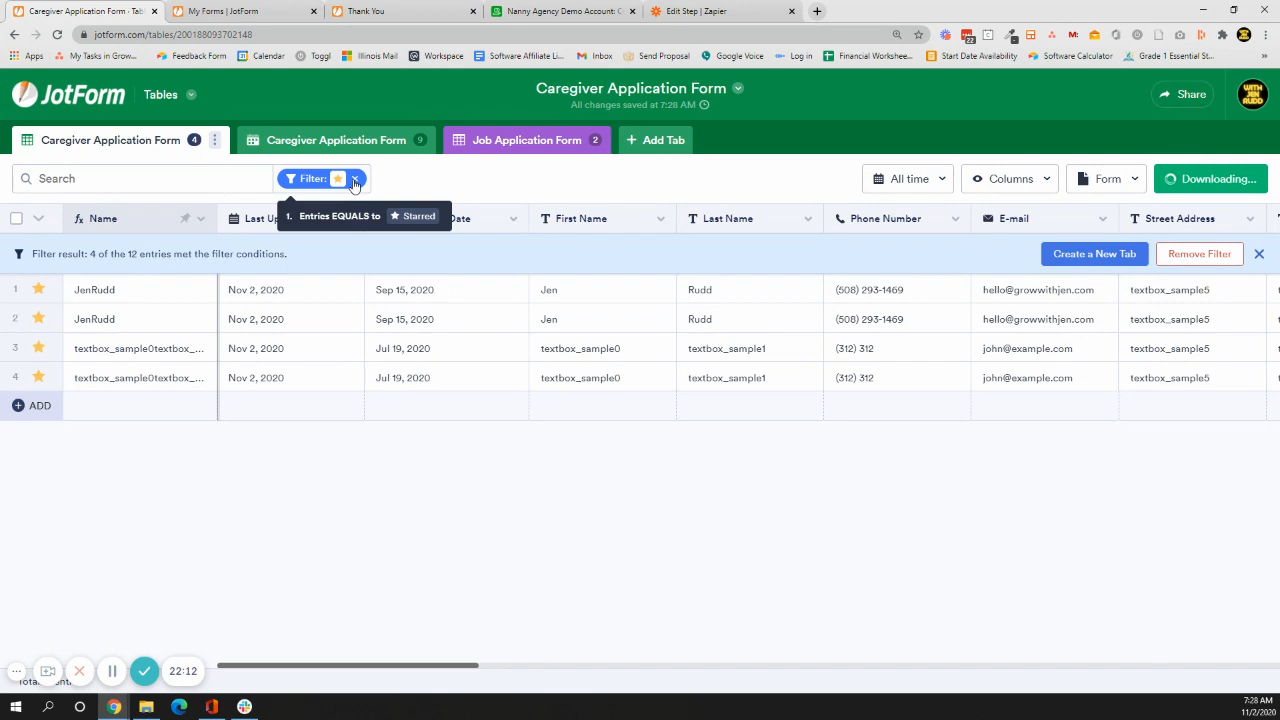 Caregiver Application Form - Tab
My Forms | JotForm
Thank You
Nanny Agency Demo Account: C
Edit Step | Zapier
jotform.com/tables/200188093702148
Apps
My Tasks in Grow...
Feedback Form
Calendar
Toggl
Illinois Mail
Workspace
Software Affiliate Li...
Inbox
Send Proposal
Google Voice
Log in
Financial Workshee...
Start Date Availability
Software Calculator
Grade 1 Essential St...
22
»
JotForm
Tables
Caregiver Application Form
All changes saved at 7:28 AM
Share
WITH JEN RUDD
Caregiver Application Form 4
Caregiver Application Form 9
Job Application Form 2
+ Add Tab
Search
Filter:
All time
Columns
Form
Downloading...
1. Entries EQUALS to Starred
Name
Last Up
Date
First Name
Last Name
Phone Number
E-mail
Street Address
Filter result: 4 of the 12 entries met the filter conditions.
Create a New Tab
Remove Filter
1 JenRudd Nov 2, 2020 Sep 15, 2020 Jen Rudd (508) 293-1469 hello@growwithjen.com textbox_sample5
2 JenRudd Nov 2, 2020 Sep 15, 2020 Jen Rudd (508) 293-1469 hello@growwithjen.com textbox_sample5
3 textbox_sample0textbox_... Nov 2, 2020 Jul 19, 2020 textbox_sample0 textbox_sample1 (312) 312 john@example.com textbox_sample5
4 textbox_sample0textbox_... Nov 2, 2020 Jul 19, 2020 textbox_sample0 textbox_sample1 (312) 312 john@example.com textbox_sample5
ADD
22:12
7:28 AM
11/2/2020